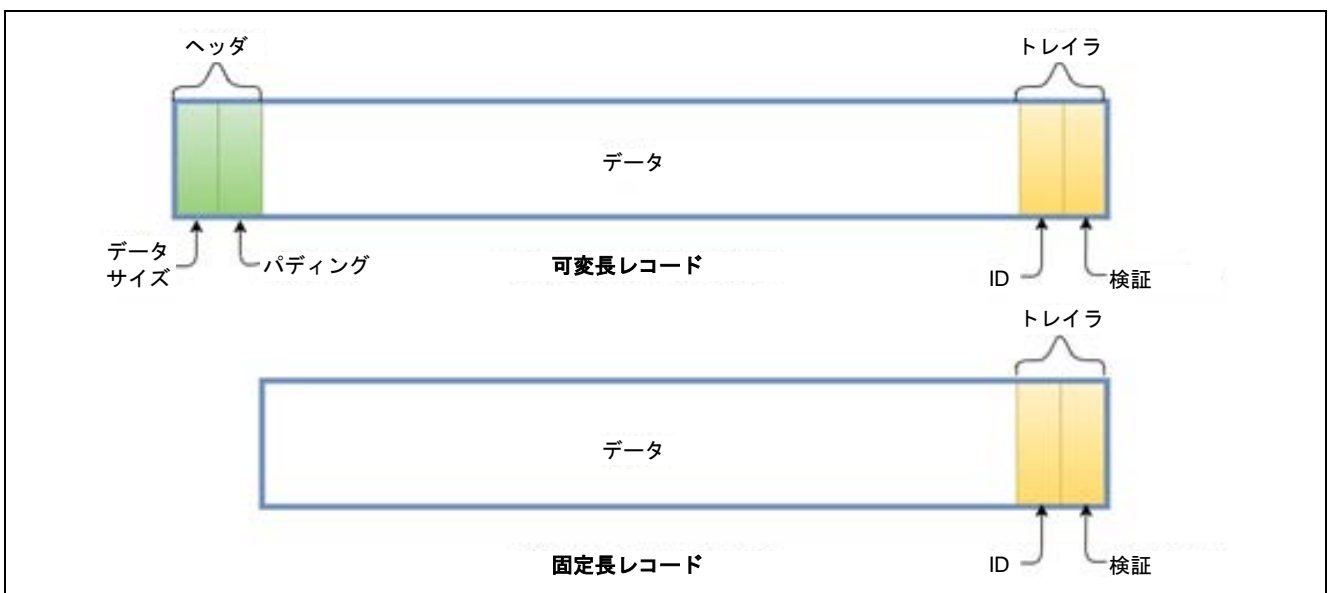 ヘッダ
トレイラ
データ
データ
サイズ
パディング
可変長レコード
ID
検証
トレイラ
データ
固定長レコード
ID
検証